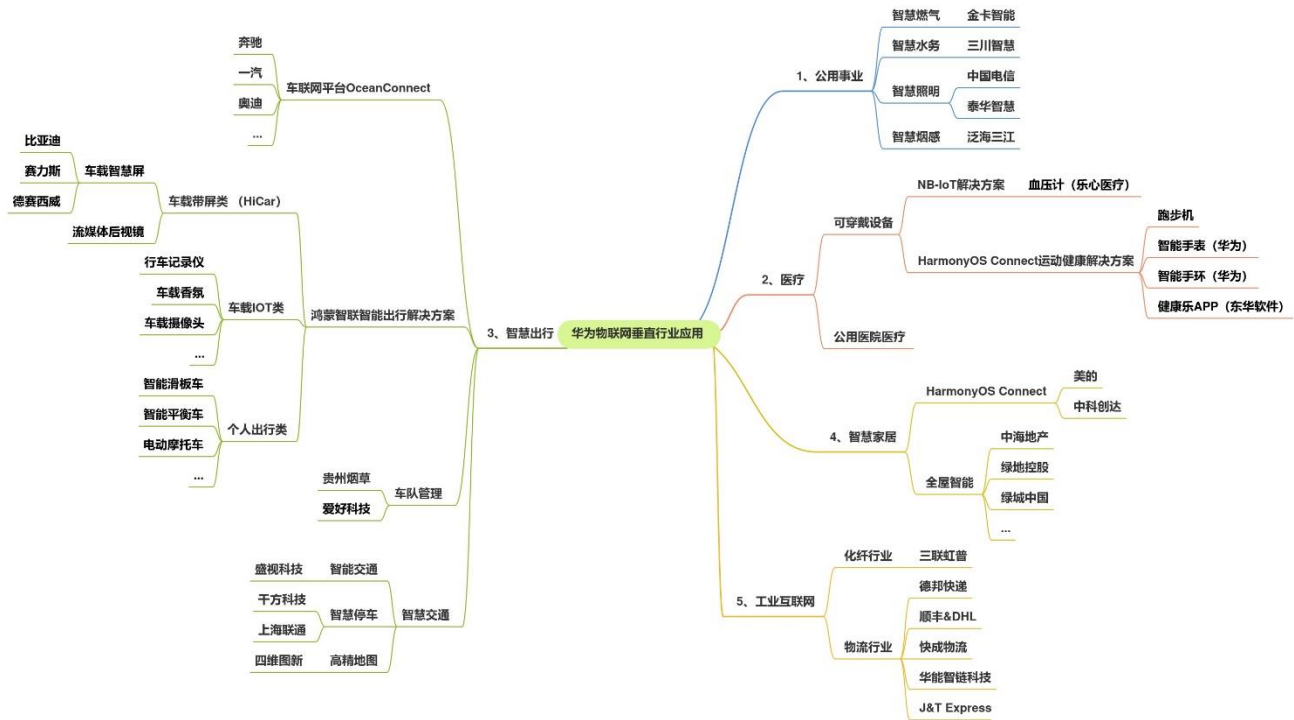 华为物联网垂直行业应用
1、公用事业
智慧燃气
金卡智能
智慧水务
三川智慧
智慧照明
中国电信
泰华智慧
智慧烟感
泛海三江
2、医疗
可穿戴设备
NB-IoT解决方案
血压计（乐心医疗）
HarmonyOS Connect运动健康解决方案
跑步机
智能手表（华为）
智能手环（华为）
健康乐APP（东华软件）
公用医院医疗
3、智慧出行
车联网平台OceanConnect
奔驰
一汽
奥迪
...
鸿蒙智联智能出行解决方案
车载带屏类 （HiCar）
车载智慧屏
比亚迪
赛力斯
德赛西威
流媒体后视镜
车载IOT类
行车记录仪
车载香氛
车载摄像头
...
个人出行类
智能滑板车
智能平衡车
电动摩托车
...
车队管理
贵州烟草
爱好科技
智慧交通
智能交通
盛视科技
智慧停车
千方科技
上海联通
高精地图
四维图新
4、智慧家居
HarmonyOS Connect
美的
中科创达
全屋智能
中海地产
绿地控股
绿城中国
...
5、工业互联网
化纤行业
三联虹普
物流行业
德邦快递
顺丰&DHL
快成物流
华能智链科技
J&T Express